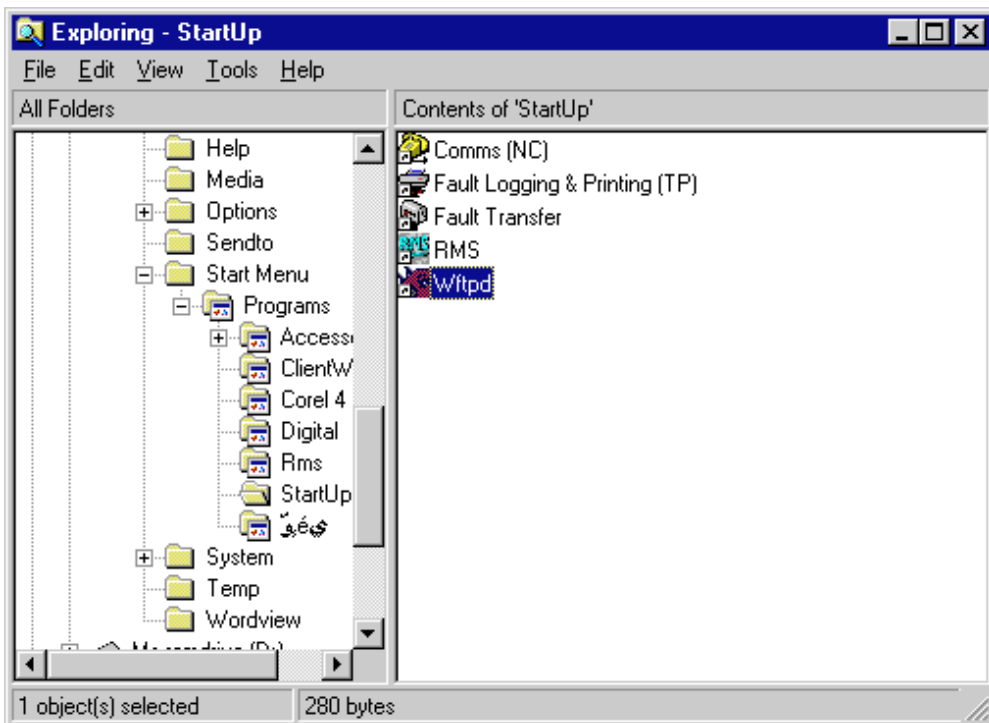 Exploring - StartUp
File Edit View Tools Help
All Folders
Contents of 'StartUp'
Help
Media
Options
Sendto
Start Menu
Programs
Accesso
ClientW
Corel 4
Digital
Rms
StartUp
System
Temp
Wordview
Comms (NC)
Fault Logging & Printing (TP)
Fault Transfer
RMS
Wftpd
1 object(s) selected
280 bytes